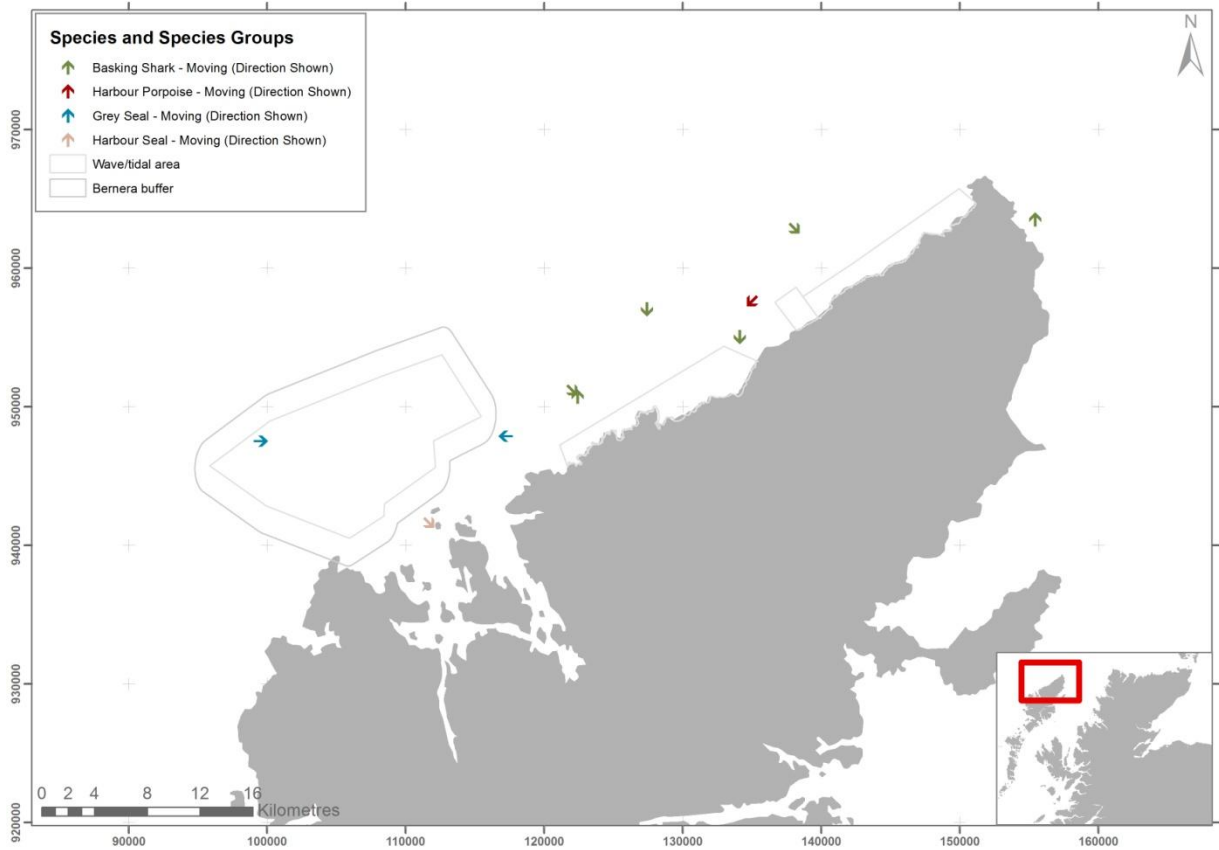 Species and Species Groups
Basking Shark - Moving (Direction Shown)
Harbour Porpoise - Moving (Direction Shown)
Grey Seal - Moving (Direction Shown)
Harbour Seal - Moving (Direction Shown)
Wave/tidal area
Bernera buffer
N
970000
960000
950000
940000
930000
920000
0 2 4 8 12 16
Kilometres
90000 100000 110000 120000 130000 140000 150000 160000